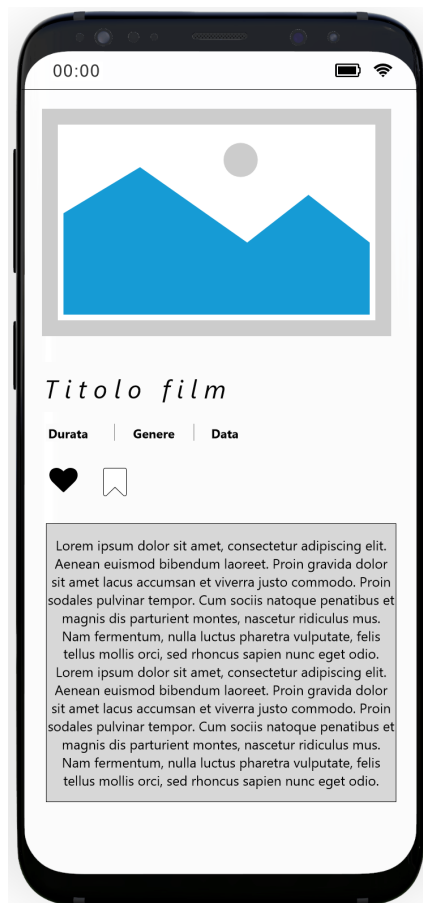 00:00
Titolo film
Durata Genere Data
Lorem ipsum dolor sit amet, consectetur adipiscing elit.
Aenean euismod bibendum laoreet. Proin gravida dolor
sit amet lacus accumsan et viverra justo commodo. Proin
sodales pulvinar tempor. Cum sociis natoque penatibus et
magnis dis parturient montes, nascetur ridiculus mus.
Nam fermentum, nulla luctus pharetra vulputate, felis
tellus mollis orci, sed rhoncus sapien nunc eget odio.
Lorem ipsum dolor sit amet, consectetur adipiscing elit.
Aenean euismod bibendum laoreet. Proin gravida dolor
sit amet lacus accumsan et viverra justo commodo. Proin
sodales pulvinar tempor. Cum sociis natoque penatibus et
magnis dis parturient montes, nascetur ridiculus mus.
Nam fermentum, nulla luctus pharetra vulputate, felis
tellus mollis orci, sed rhoncus sapien nunc eget odio.